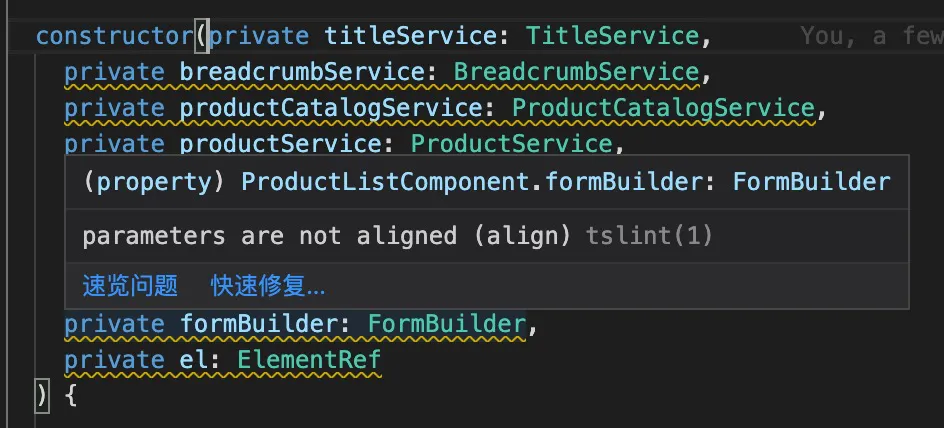 constructor(private titleService: TitleService, You, a few
private breadcrumbService: BreadcrumbService,
private productCatalogService: ProductCatalogService,
private productService: ProductService,
(property) ProductListComponent.formBuilder: FormBuilder
parameters are not aligned (align) tslint(1)
速览问题 快速修复...
private formBuilder: FormBuilder,
private el: ElementRef
) {